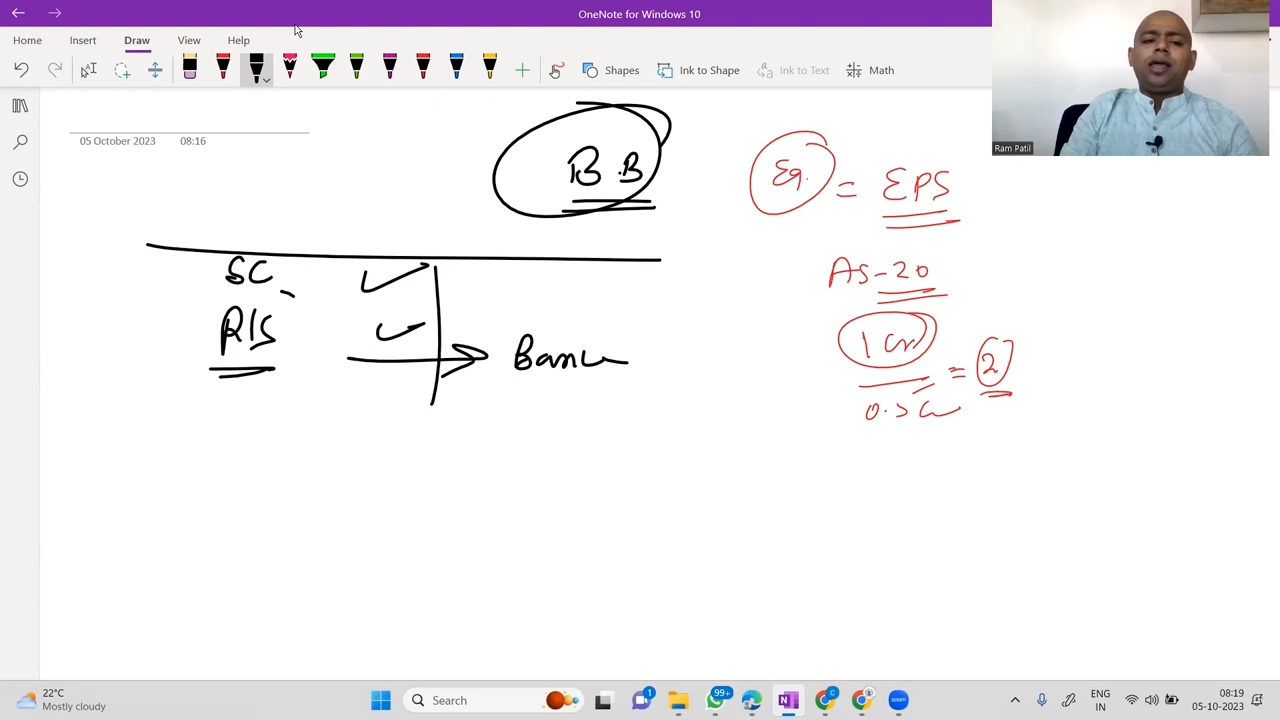 OneNote for Windows 10
Home Insert Draw View Help
Shapes Ink to Shape Ink to Text Math
Ram Patil
05 October 2023 08:16
B.B
Eq. = EPS
SC
AS-20
R/S
1 Cr = 2
0.5 Cr
22°C
Mostly cloudy
Search
1
99+
ENG
IN
08:19
05-10-2023